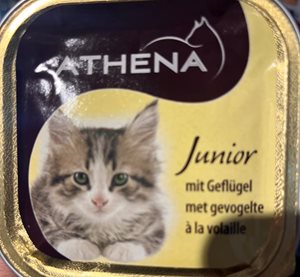 ATHENA
Junior
mit Geflügel
met gevogelte
à la volaille